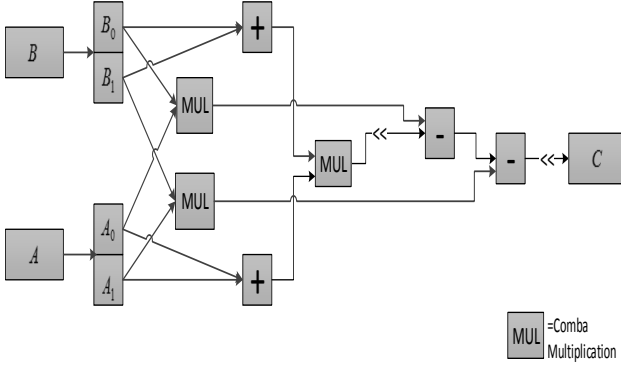 B
B₀
B₁
+
MUL
MUL
MUL
<<
-
-
<<
C
A
A₀
A₁
+
MUL
=Comba
Multiplication